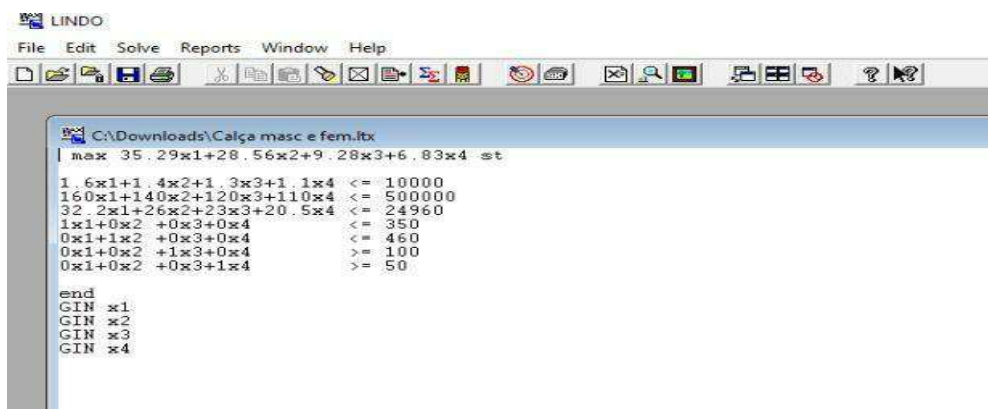 LINDO
File Edit Solve Reports Window Help
C:\Downloads\Calça masc e fem.ltx
max 35.29x1+28.56x2+9.28x3+6.83x4 st
1.6x1+1.4x2+1.3x3+1.1x4 <= 10000
160x1+140x2+120x3+110x4 <= 500000
32.2x1+26x2+23x3+20.5x4 <= 24960
1x1+0x2 +0x3+0x4 <= 350
0x1+1x2 +0x3+0x4 <= 460
0x1+0x2 +1x3+0x4 >= 100
0x1+0x2 +0x3+1x4 >= 50
end
GIN x1
GIN x2
GIN x3
GIN x4